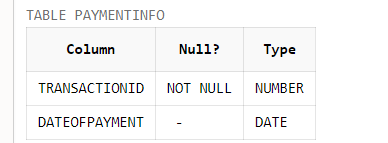 TABLE PAYMENTINFO
Column Null? Type
TRANSACTIONID NOT NULL NUMBER
DATEOFPAYMENT - DATE